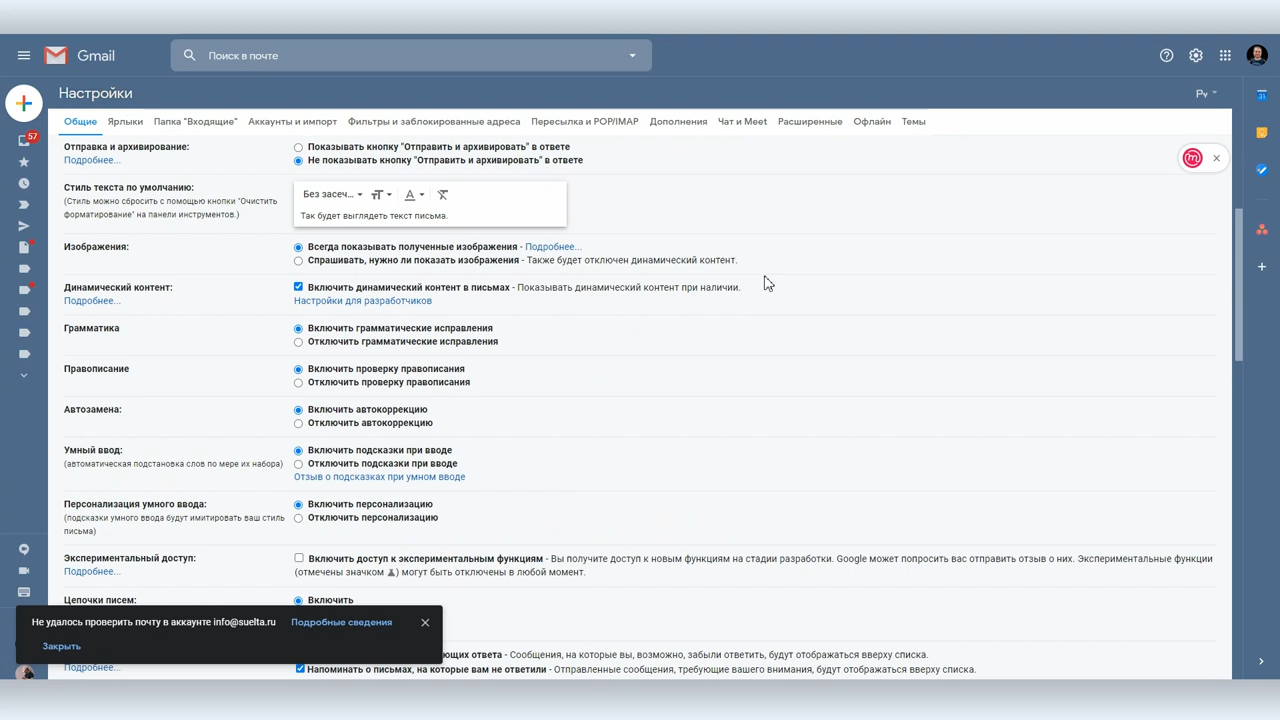 Gmail
Поиск в почте
57
Настройки
Ру
Общие Ярлыки Папка "Входящие" Аккаунты и импорт Фильтры и заблокированные адреса Пересылка и POP/IMAP Дополнения Чат и Meet Расширенные Офлайн Темы
Отправка и архивирование:
Подробнее...
Показывать кнопку "Отправить и архивировать" в ответе
Не показывать кнопку "Отправить и архивировать" в ответе
Стиль текста по умолчанию:
(Стиль можно сбросить с помощью кнопки "Очистить
форматирование" на панели инструментов.)
Без засеч...
Так будет выглядеть текст письма.
Изображения:
Всегда показывать полученные изображения - Подробнее...
Спрашивать, нужно ли показать изображения - Также будет отключен динамический контент.
Динамический контент:
Подробнее...
Включить динамический контент в письмах - Показывать динамический контент при наличии.
Настройки для разработчиков
Грамматика
Включить грамматические исправления
Отключить грамматические исправления
Правописание
Включить проверку правописания
Отключить проверку правописания
Автозамена:
Включить автокоррекцию
Отключить автокоррекцию
Умный ввод:
(автоматическая подстановка слов по мере их набора)
Включить подсказки при вводе
Отключить подсказки при вводе
Отзыв о подсказках при умном вводе
Персонализация умного ввода:
(подсказки умного ввода будут имитировать ваш стиль
письма)
Включить персонализацию
Отключить персонализацию
Экспериментальный доступ:
Подробнее...
Включить доступ к экспериментальным функциям - Вы получите доступ к новым функциям на стадии разработки. Google может попросить вас отправить отзыв о них. Экспериментальные функции
(отмечены значком ) могут быть отключены в любой момент.
Цепочки писем:
Включить
Не удалось проверить почту в аккаунте info@suelta.ru Подробные сведения
Закрыть
ющих ответа - Сообщения, на которые вы, возможно, забыли ответить, будут отображаться вверху списка.
Подробнее...
Напоминать о письмах, на которые вам не ответили - Отправленные сообщения, требующие вашего внимания, будут отображаться вверху списка.